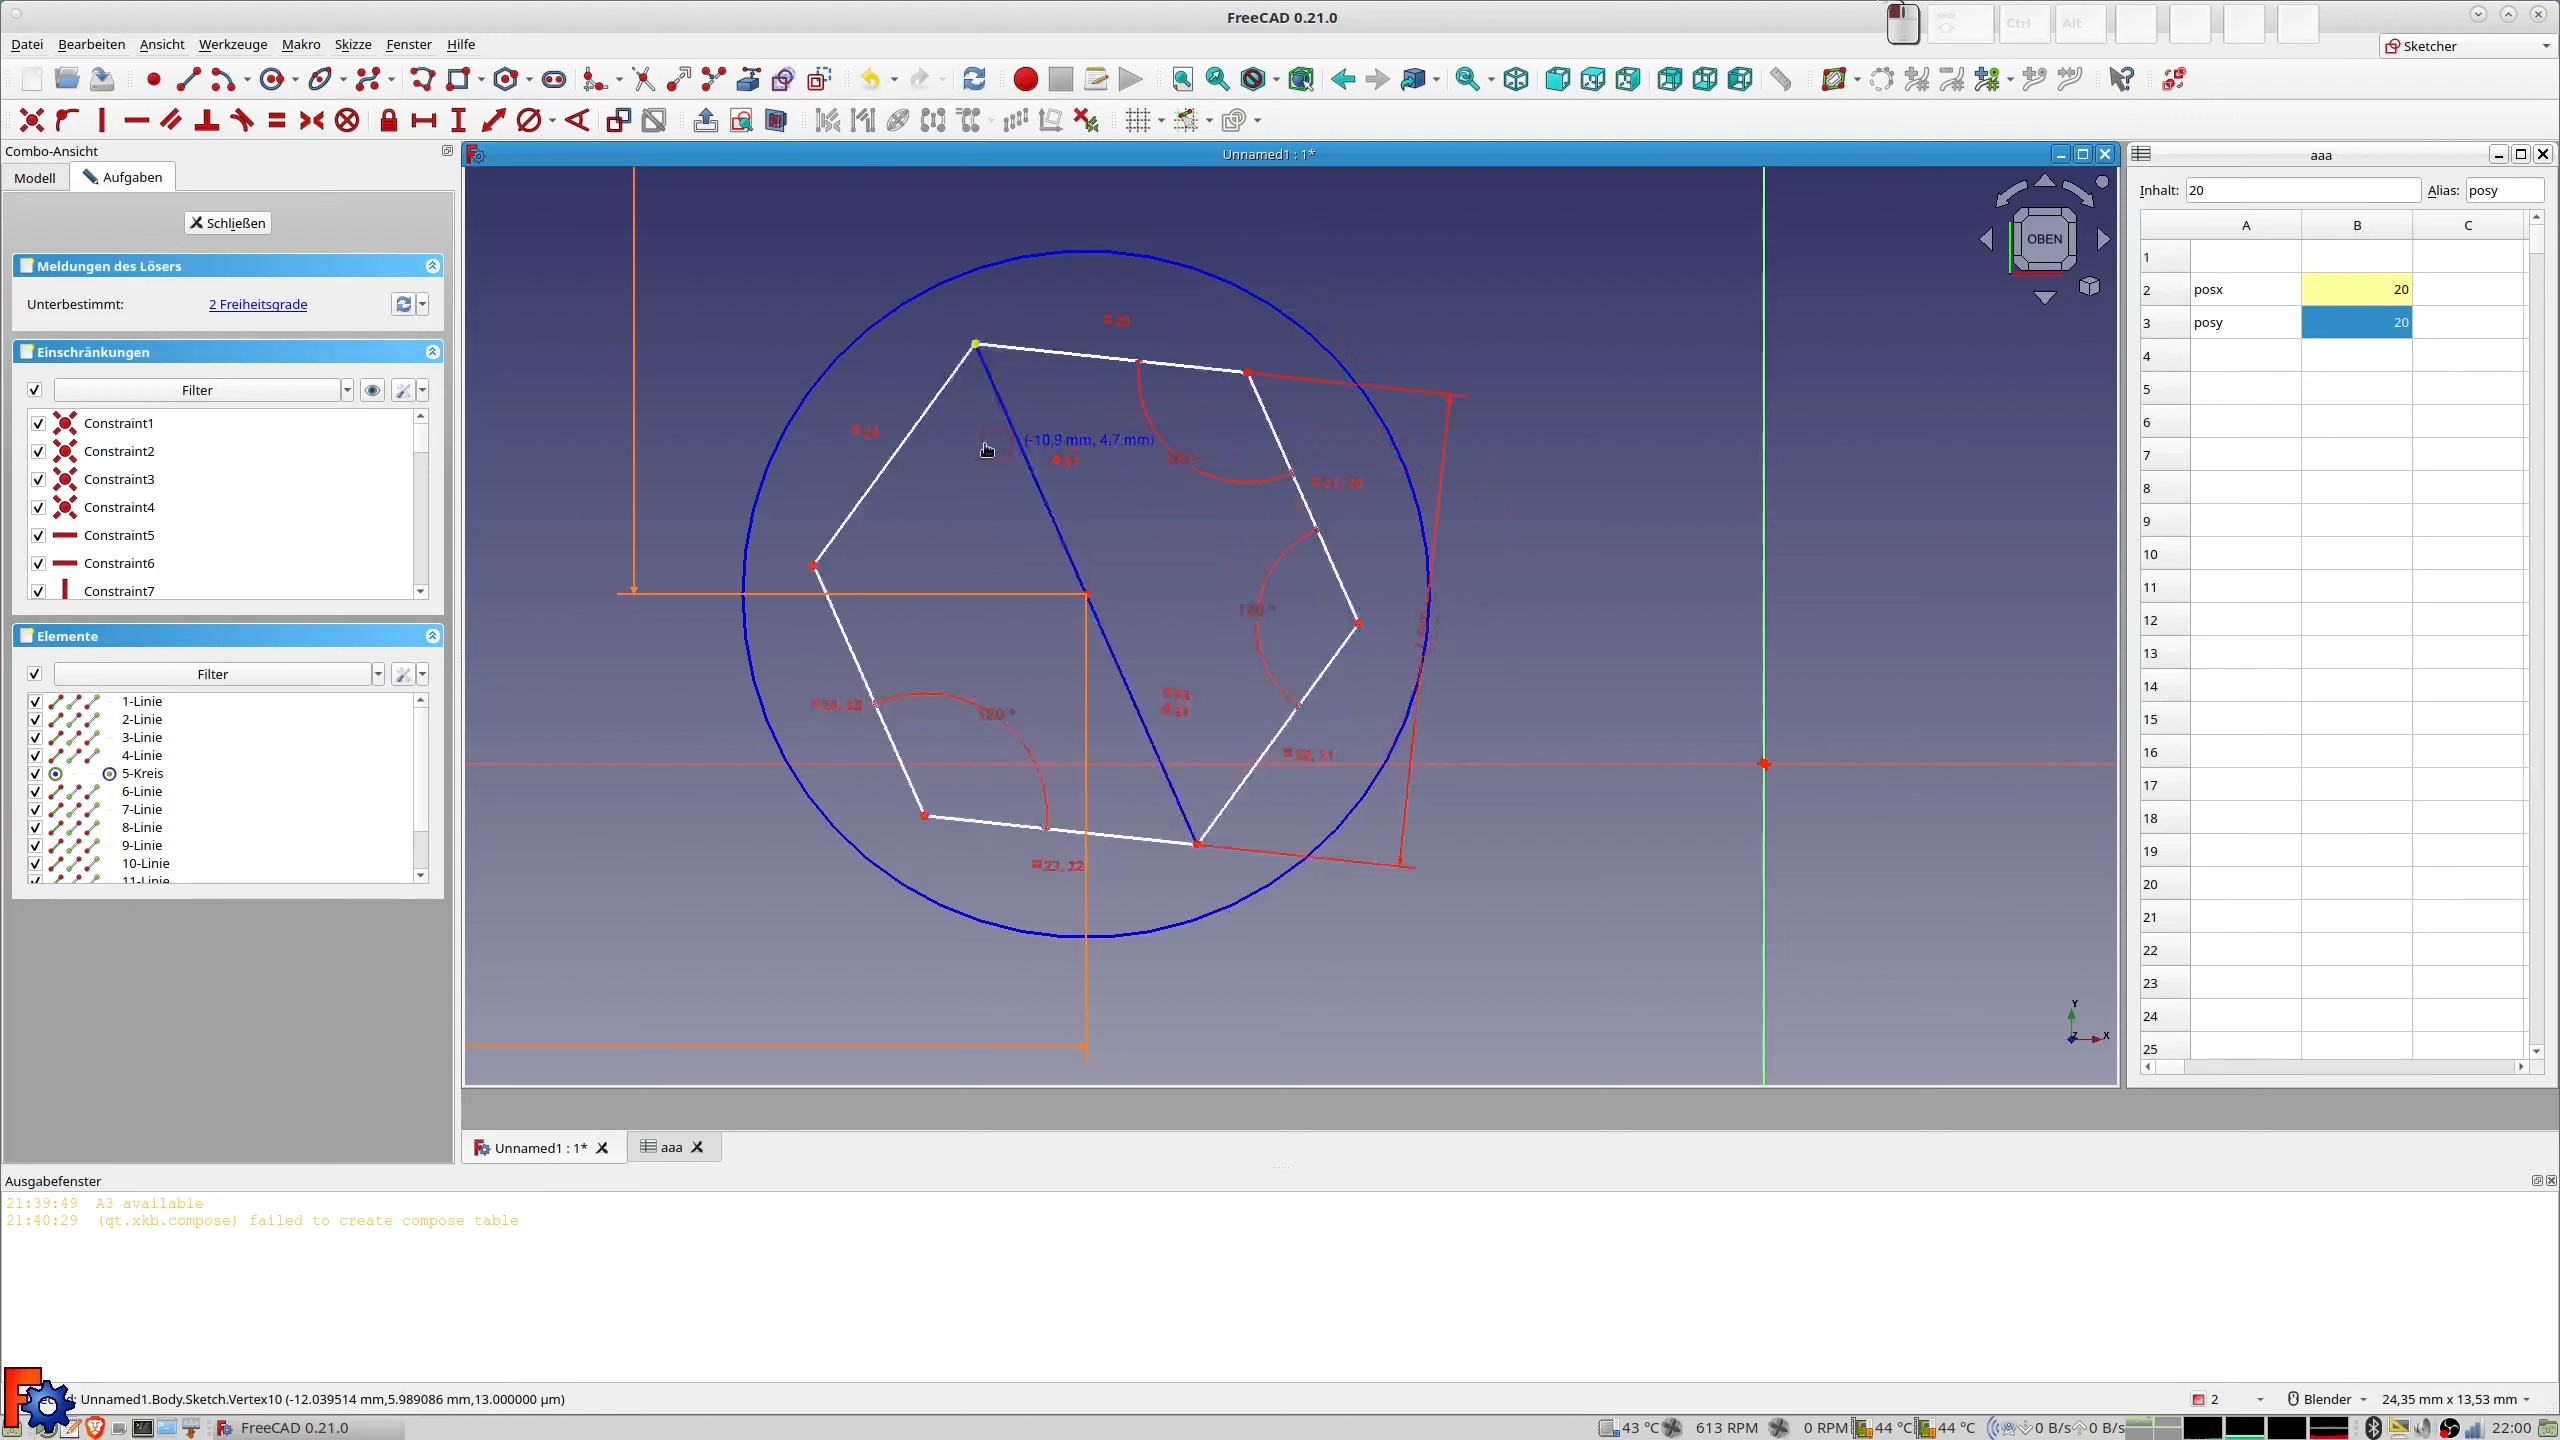 FreeCAD 0.21.0
Ctrl
Alt
Datei Bearbeiten Ansicht Werkzeuge Makro Skizze Fenster Hilfe
Sketcher
Combo-Ansicht
Modell
Aufgaben
Schließen
Meldungen des Lösers
Unterbestimmt:
2 Freiheitsgrade
Einschränkungen
Filter
Constraint1
Constraint2
Constraint3
Constraint4
Constraint5
Constraint6
Constraint7
Elemente
Filter
1-Linie
2-Linie
3-Linie
4-Linie
5-Kreis
6-Linie
7-Linie
8-Linie
9-Linie
10-Linie
11-Linie
Unnamed1 : 1*
OBEN
(-10,9 mm, 4,7 mm)
120 °
Y
Z
X
aaa
Inhalt: 20
Alias: posy
A B C
1
2 posx 20
3 posy 20
4
5
6
7
8
9
10
11
12
13
14
15
16
17
18
19
20
21
22
23
24
25
Unnamed1 : 1*
aaa
Ausgabefenster
21:39:49 A3 available
21:40:29 (qt.xkb.compose) failed to create compose table
Unnamed1.Body.Sketch.Vertex10 (-12.039514 mm,5.989086 mm,13.000000 µm)
2
Blender
24,35 mm x 13,53 mm
FreeCAD 0.21.0
43 °C
613 RPM
0 RPM
44 °C
44 °C
0 B/s
0 B/s
22:00